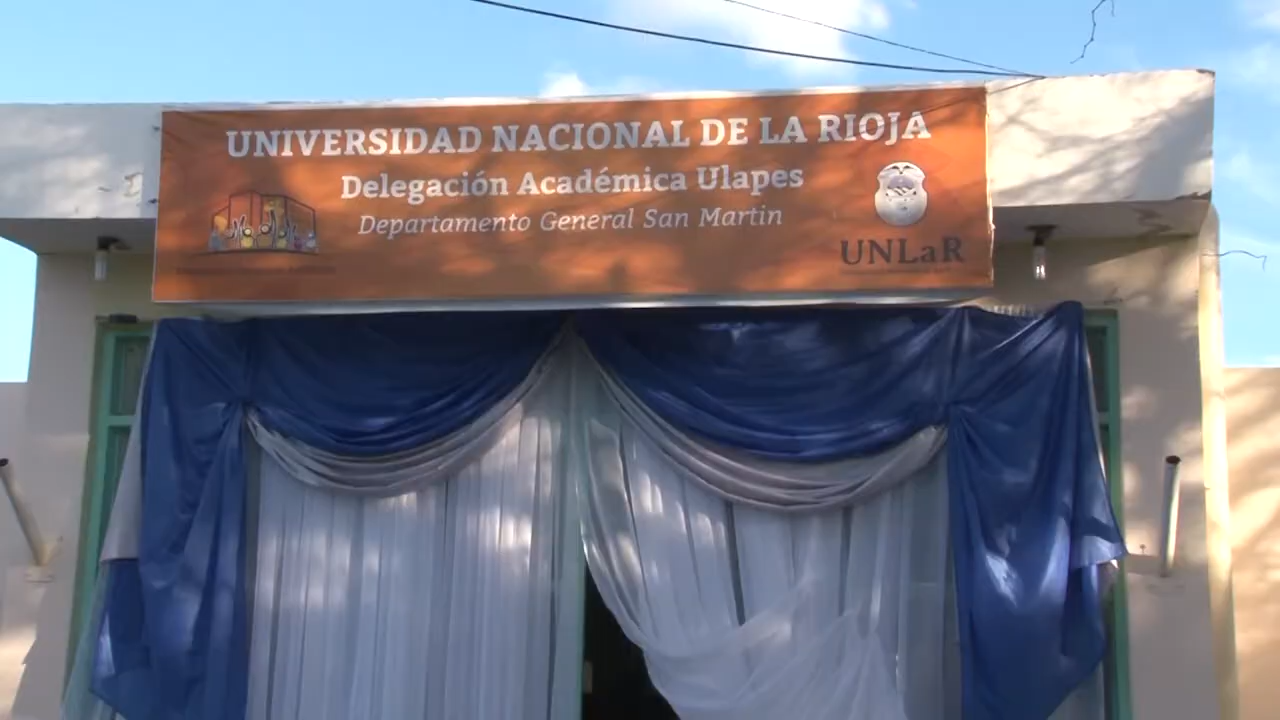 UNIVERSIDAD NACIONAL DE LA RIOJA
Delegación Académica Ulapes
Departamento General San Martin
UNLaR